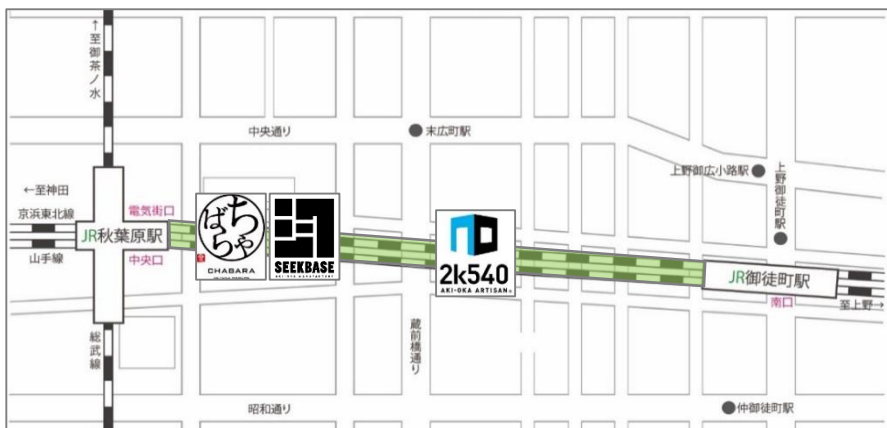 ↑至御茶ノ水
中央通り
末広町駅
上野御広小路駅
上野御徒町駅
←至神田
京浜東北線
山手線
電気街口
JR秋葉原駅
中央口
ちゃばら
CHABARA
SEEKBASE
AKI-OKA MANUFACTURE
2k540
AKI-OKA ARTISAN
JR御徒町駅
南口
至上野→
総武線
蔵前橋通り
昭和通り
仲御徒町駅